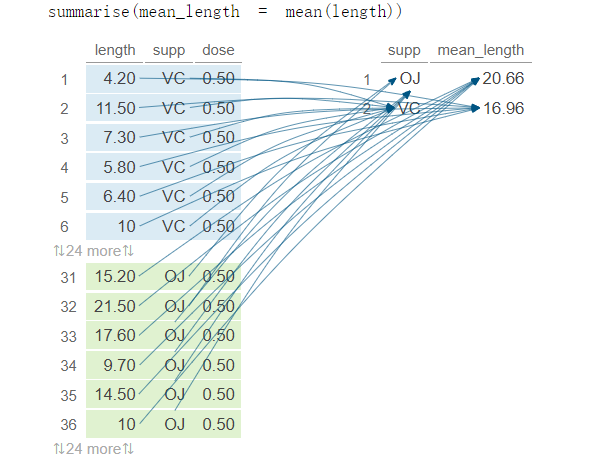 summarise(mean_length = mean(length))
length supp dose supp mean_length
1 4.20 VC 0.50 1 OJ 20.66
2 11.50 VC 0.50 2 VC 16.96
3 7.30 VC 0.50
4 5.80 VC 0.50
5 6.40 VC 0.50
6 10 VC 0.50
⇅24 more⇅
31 15.20 OJ 0.50
32 21.50 OJ 0.50
33 17.60 OJ 0.50
34 9.70 OJ 0.50
35 14.50 OJ 0.50
36 10 OJ 0.50
⇅24 more⇅